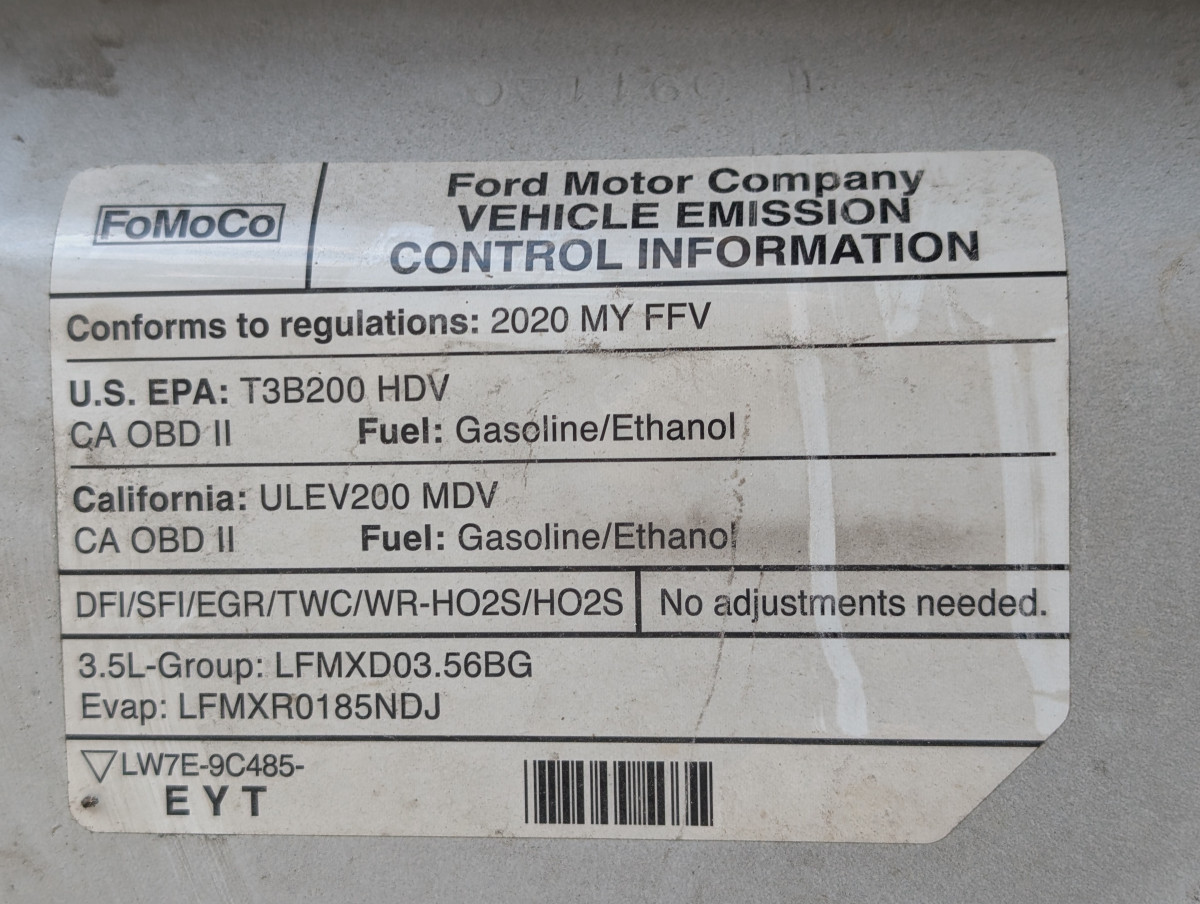 FoMoCo
Ford Motor Company
VEHICLE EMISSION
CONTROL INFORMATION
Conforms to regulations: 2020 MY FFV
U.S. EPA: T3B200 HDV
CA OBD II Fuel: Gasoline/Ethanol
California: ULEV200 MDV
CA OBD II Fuel: Gasoline/Ethanol
DFI/SFI/EGR/TWC/WR-HO2S/HO2S No adjustments needed.
3.5L-Group: LFMXD03.56BG
Evap: LFMXR0185NDJ
LW7E-9C485-
E Y T